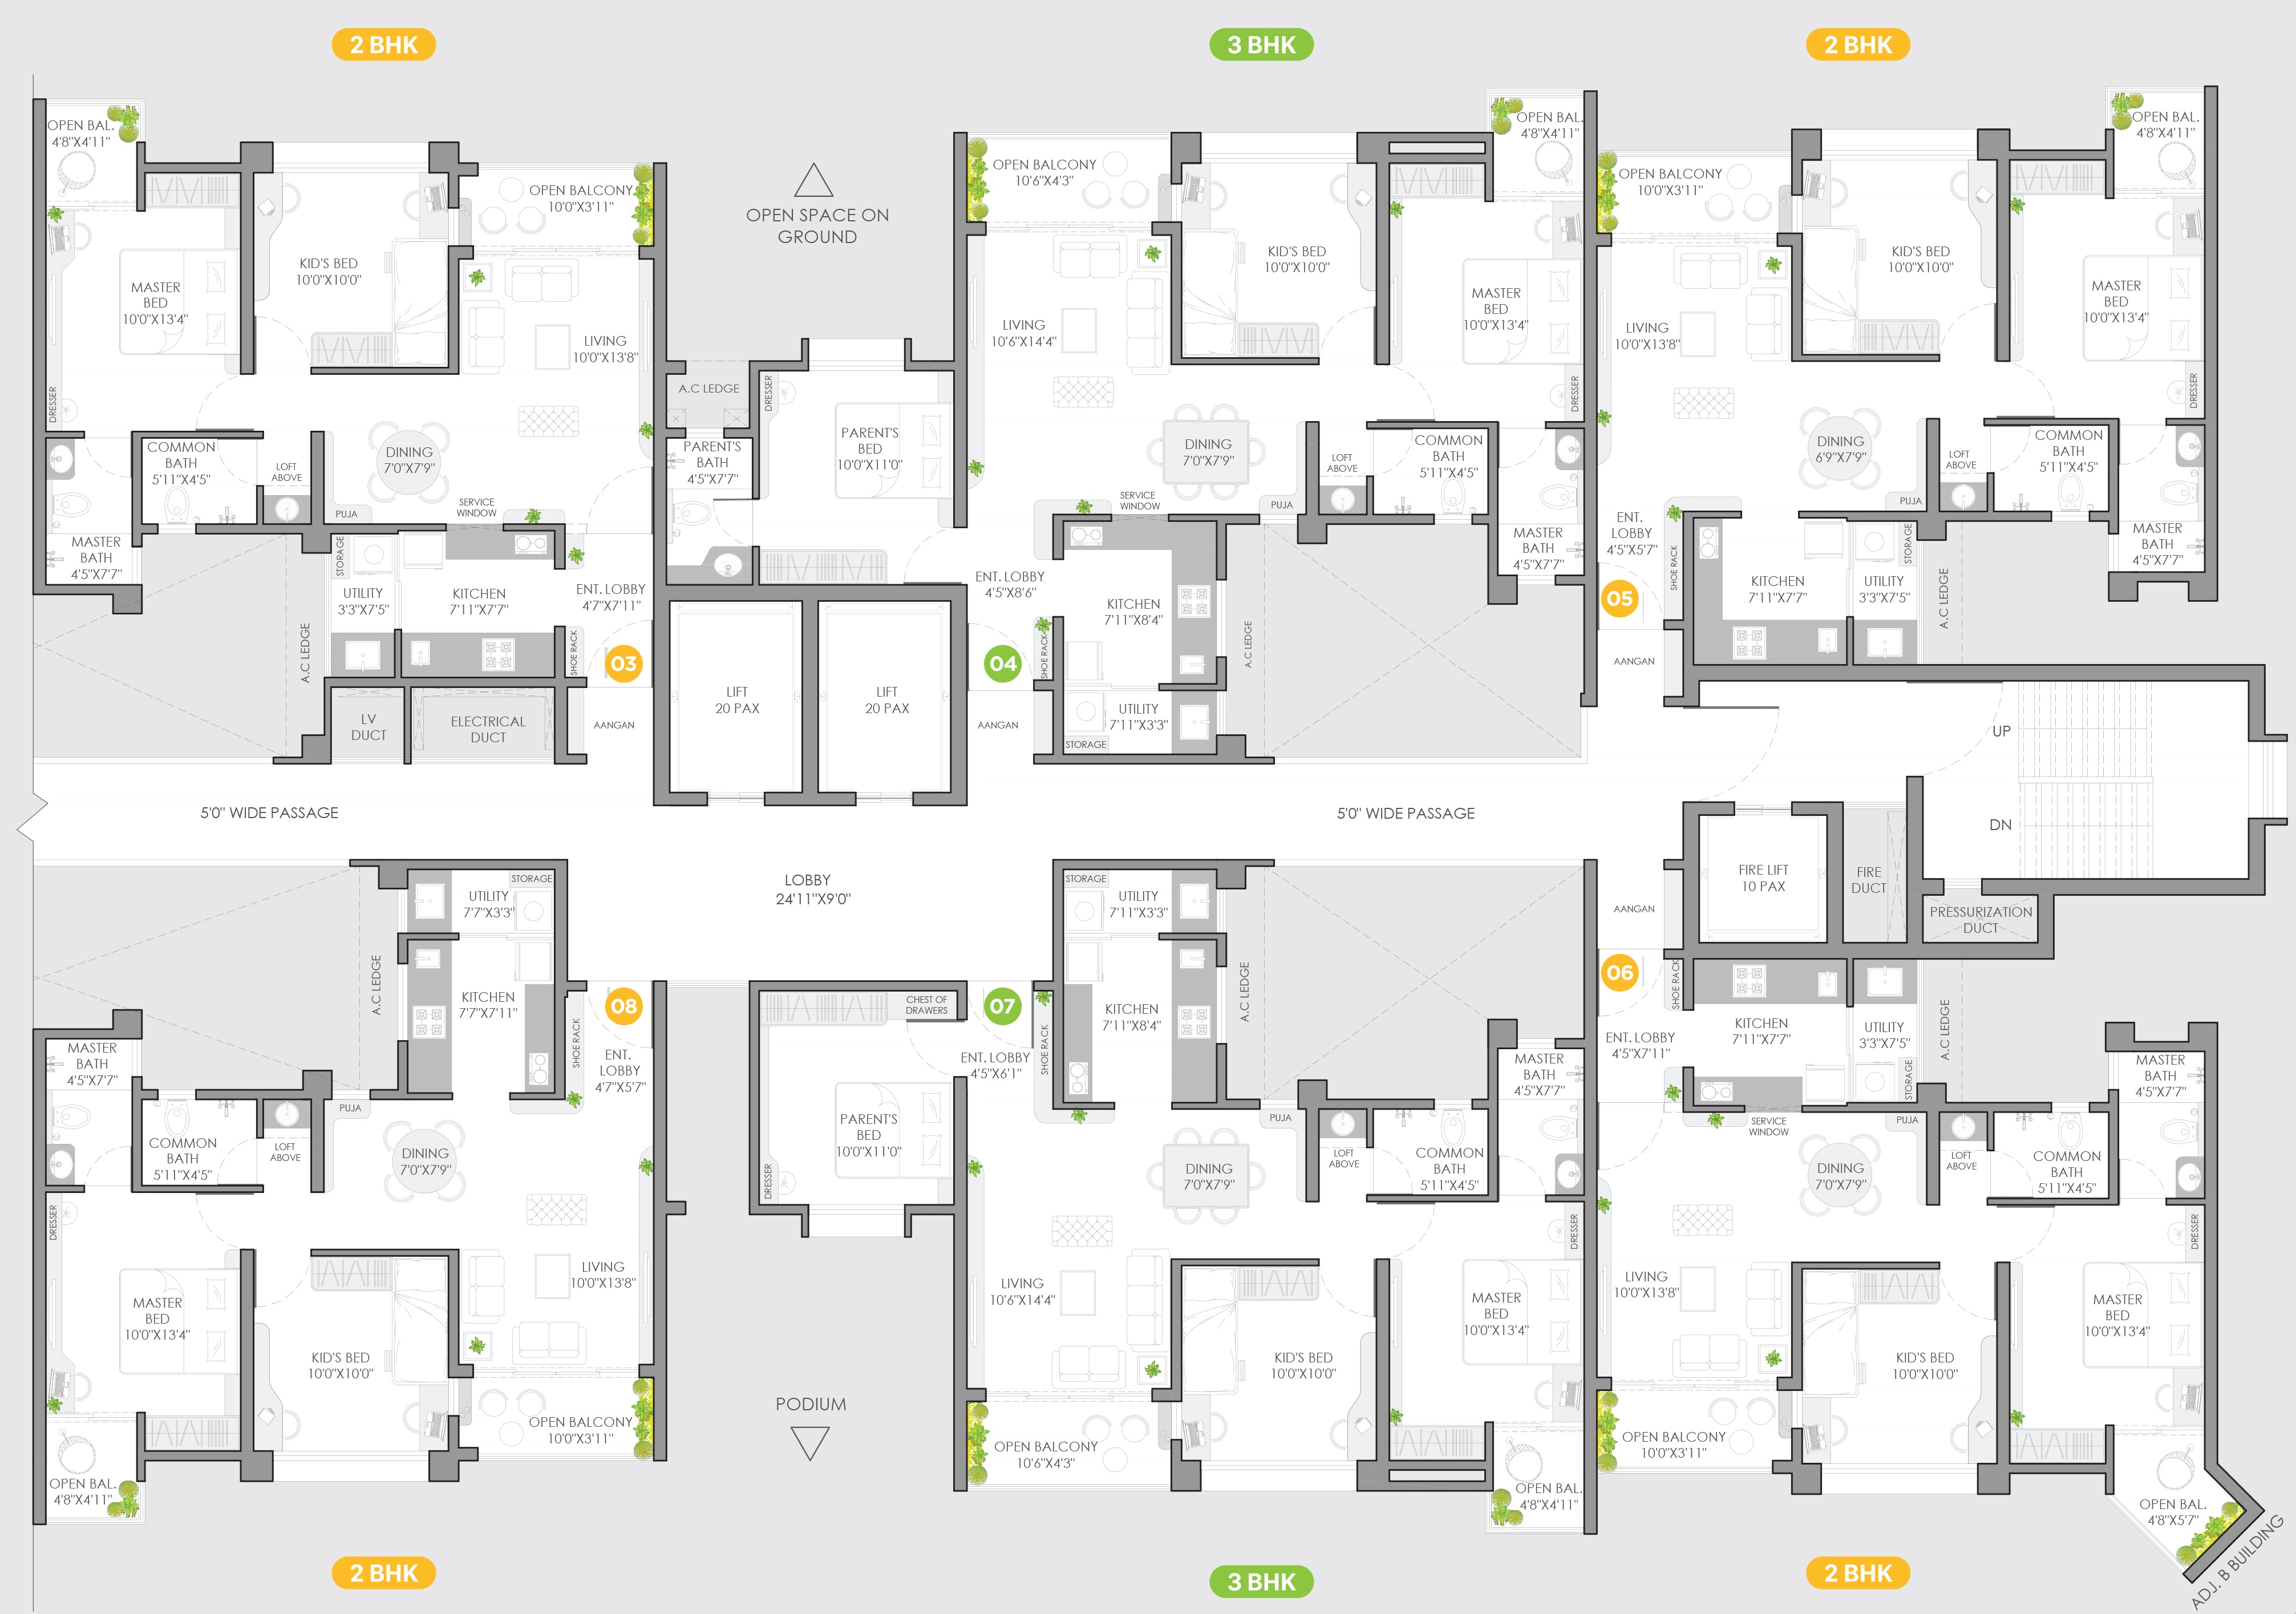 2 BHK
3 BHK
2 BHK
OPEN BAL.
4'8"X4'11"
MASTER
BED
10'0"X13'4"
DRESSER
KID'S BED
10'0"X10'0"
OPEN BALCONY
10'0"X3'11"
LIVING
10'0"X13'8"
DINING
7'0"X7'9"
COMMON
BATH
5'11"X4'5"
LOFT
ABOVE
PUJA
SERVICE
WINDOW
MASTER
BATH
4'5"X7'7"
STORAGE
UTILITY
3'3"X7'5"
KITCHEN
7'11"X7'7"
ENT. LOBBY
4'7"X7'11"
A.C LEDGE
SHOE RACK
03
LV
DUCT
ELECTRICAL
DUCT
AANGAN
OPEN SPACE ON
GROUND
A.C LEDGE
DRESSER
PARENT'S
BATH
4'5"X7'7"
PARENT'S
BED
10'0"X11'0"
LIFT
20 PAX
LIFT
20 PAX
OPEN BALCONY
10'6"X4'3"
KID'S BED
10'0"X10'0"
OPEN BAL.
4'8"X4'11"
LIVING
10'6"X14'4"
MASTER
BED
10'0"X13'4"
DRESSER
DINING
7'0"X7'9"
LOFT
ABOVE
COMMON
BATH
5'11"X4'5"
SERVICE
WINDOW
PUJA
MASTER
BATH
4'5"X7'7"
ENT. LOBBY
4'5"X8'6"
KITCHEN
7'11"X8'4"
A.C LEDGE
04
SHOE RACK
AANGAN
UTILITY
7'11"X3'3"
STORAGE
OPEN BALCONY
10'0"X3'11"
KID'S BED
10'0"X10'0"
OPEN BAL.
4'8"X4'11"
LIVING
10'0"X13'8"
MASTER
BED
10'0"X13'4"
DRESSER
DINING
6'9"X7'9"
LOFT
ABOVE
COMMON
BATH
5'11"X4'5"
PUJA
ENT.
LOBBY
4'5"X5'7"
SHOE RACK
STORAGE
MASTER
BATH
4'5"X7'7"
KITCHEN
7'11"X7'7"
UTILITY
3'3"X7'5"
A.C LEDGE
05
AANGAN
UP
DN
5'0" WIDE PASSAGE
5'0" WIDE PASSAGE
LOBBY
24'11"X9'0"
FIRE LIFT
10 PAX
FIRE
DUCT
PRESSURIZATION
DUCT
STORAGE
UTILITY
7'7"X3'3"
A.C LEDGE
KITCHEN
7'7"X7'11"
SHOE RACK
08
ENT.
LOBBY
4'7"X5'7"
MASTER
BATH
4'5"X7'7"
PUJA
COMMON
BATH
5'11"X4'5"
LOFT
ABOVE
DINING
7'0"X7'9"
DRESSER
LIVING
10'0"X13'8"
MASTER
BED
10'0"X13'4"
KID'S BED
10'0"X10'0"
OPEN BALCONY
10'0"X3'11"
OPEN BAL.
4'8"X4'11"
CHEST OF
DRAWERS
07
SHOE RACK
ENT. LOBBY
4'5"X6'1"
PARENT'S
BED
10'0"X11'0"
DRESSER
PODIUM
STORAGE
UTILITY
7'11"X3'3"
KITCHEN
7'11"X8'4"
A.C LEDGE
MASTER
BATH
4'5"X7'7"
PUJA
DINING
7'0"X7'9"
LOFT
ABOVE
COMMON
BATH
5'11"X4'5"
DRESSER
LIVING
10'6"X14'4"
MASTER
BED
10'0"X13'4"
KID'S BED
10'0"X10'0"
OPEN BALCONY
10'6"X4'3"
OPEN BAL.
4'8"X4'11"
AANGAN
06
SHOE RACK
ENT. LOBBY
4'5"X7'11"
KITCHEN
7'11"X7'7"
UTILITY
3'3"X7'5"
STORAGE
A.C LEDGE
MASTER
BATH
4'5"X7'7"
SERVICE
WINDOW
PUJA
DINING
7'0"X7'9"
LOFT
ABOVE
COMMON
BATH
5'11"X4'5"
DRESSER
LIVING
10'0"X13'8"
MASTER
BED
10'0"X13'4"
KID'S BED
10'0"X10'0"
OPEN BALCONY
10'0"X3'11"
OPEN BAL.
4'8"X5'7"
ADJ. B BUILDING
2 BHK
3 BHK
2 BHK